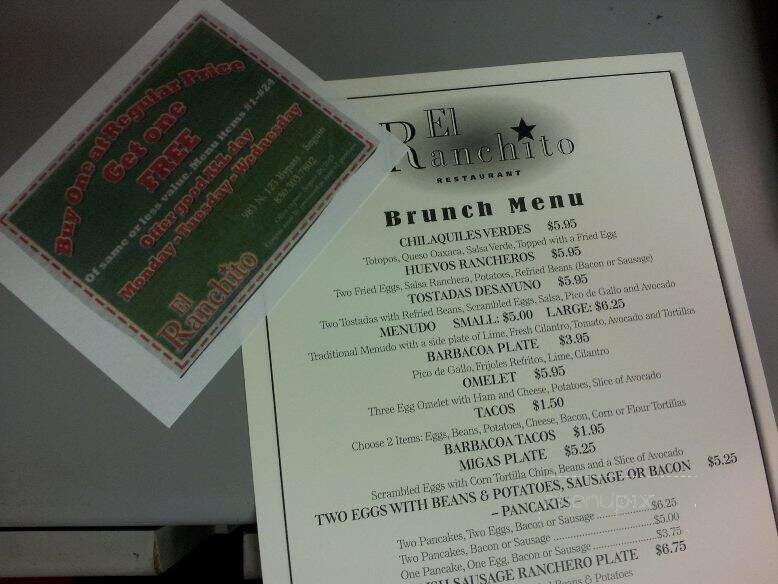 Buy One at Regular Price
Get one
FREE
Of same or less value. Menu items #1-#24
Offer good ALL day
Monday - Tuesday - Wednesday
El
Ranchito
981 N. 123 Bypass Seguin
El
Ranchito
RESTAURANT
Brunch Menu
CHILAQUILES VERDES $5.95
Totopos, Queso Oaxaca, Salsa Verde, Topped with a Fried Egg
HUEVOS RANCHEROS $5.95
Two Fried Eggs, Salsa Ranchera, Potatoes, Refried Beans (Bacon or Sausage)
TOSTADAS DESAYUNO $5.95
Two Tostadas with Refried Beans, Scrambled Eggs, Salsa, Pico de Gallo and Avocado
MENUDO SMALL: $5.00 LARGE: $6.25
Traditional Menudo with a side plate of Lime, Fresh Cilantro, Tomato, Avocado and Tortillas
BARBACOA PLATE $3.95
Pico de Gallo, Frijoles Refritos, Lime, Cilantro
OMELET $5.95
Three Egg Omelet with Ham and Cheese, Potatoes, Slice of Avocado
TACOS $1.50
Choose 2 Items: Eggs, Beans, Potatoes, Cheese, Bacon, Corn or Flour Tortillas
BARBACOA TACOS $1.95
MIGAS PLATE $5.25
Scrambled Eggs with Corn Tortilla Chips, Beans and a Slice of Avocado
TWO EGGS WITH BEANS & POTATOES, SAUSAGE OR BACON $5.25
– PANCAKES –
Two Pancakes, Two Eggs, Bacon or Sausage ............... $6.25
Two Pancakes, Bacon or Sausage ............... $5.00
One Pancake, One Egg, Bacon or Sausage ............... $3.75
SAUSAGE RANCHERO PLATE $6.75
Beans & Potatoes
menupix